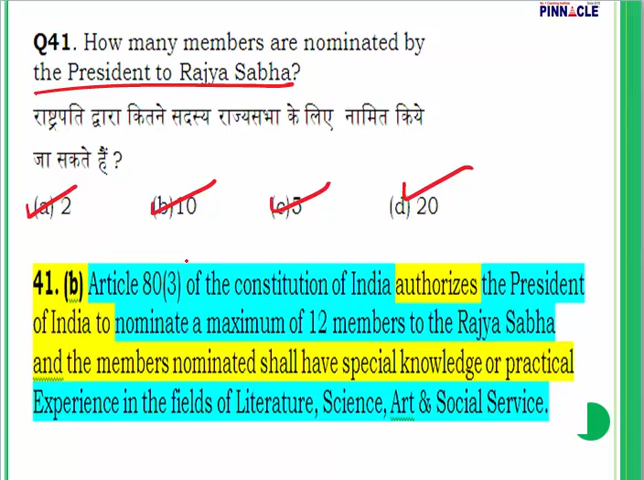 PINNACLE
Q41. How many members are nominated by
the President to Rajya Sabha?
राष्ट्रपति द्वारा कितने सदस्य राज्यसभा के लिए नामित किये
जा सकते हैं ?
(a) 2 (b)10 (c)5 (d) 20
41. (b) Article 80(3) of the constitution of India authorizes the President
of India to nominate a maximum of 12 members to the Rajya Sabha
and the members nominated shall have special knowledge or practical
Experience in the fields of Literature, Science, Art & Social Service.